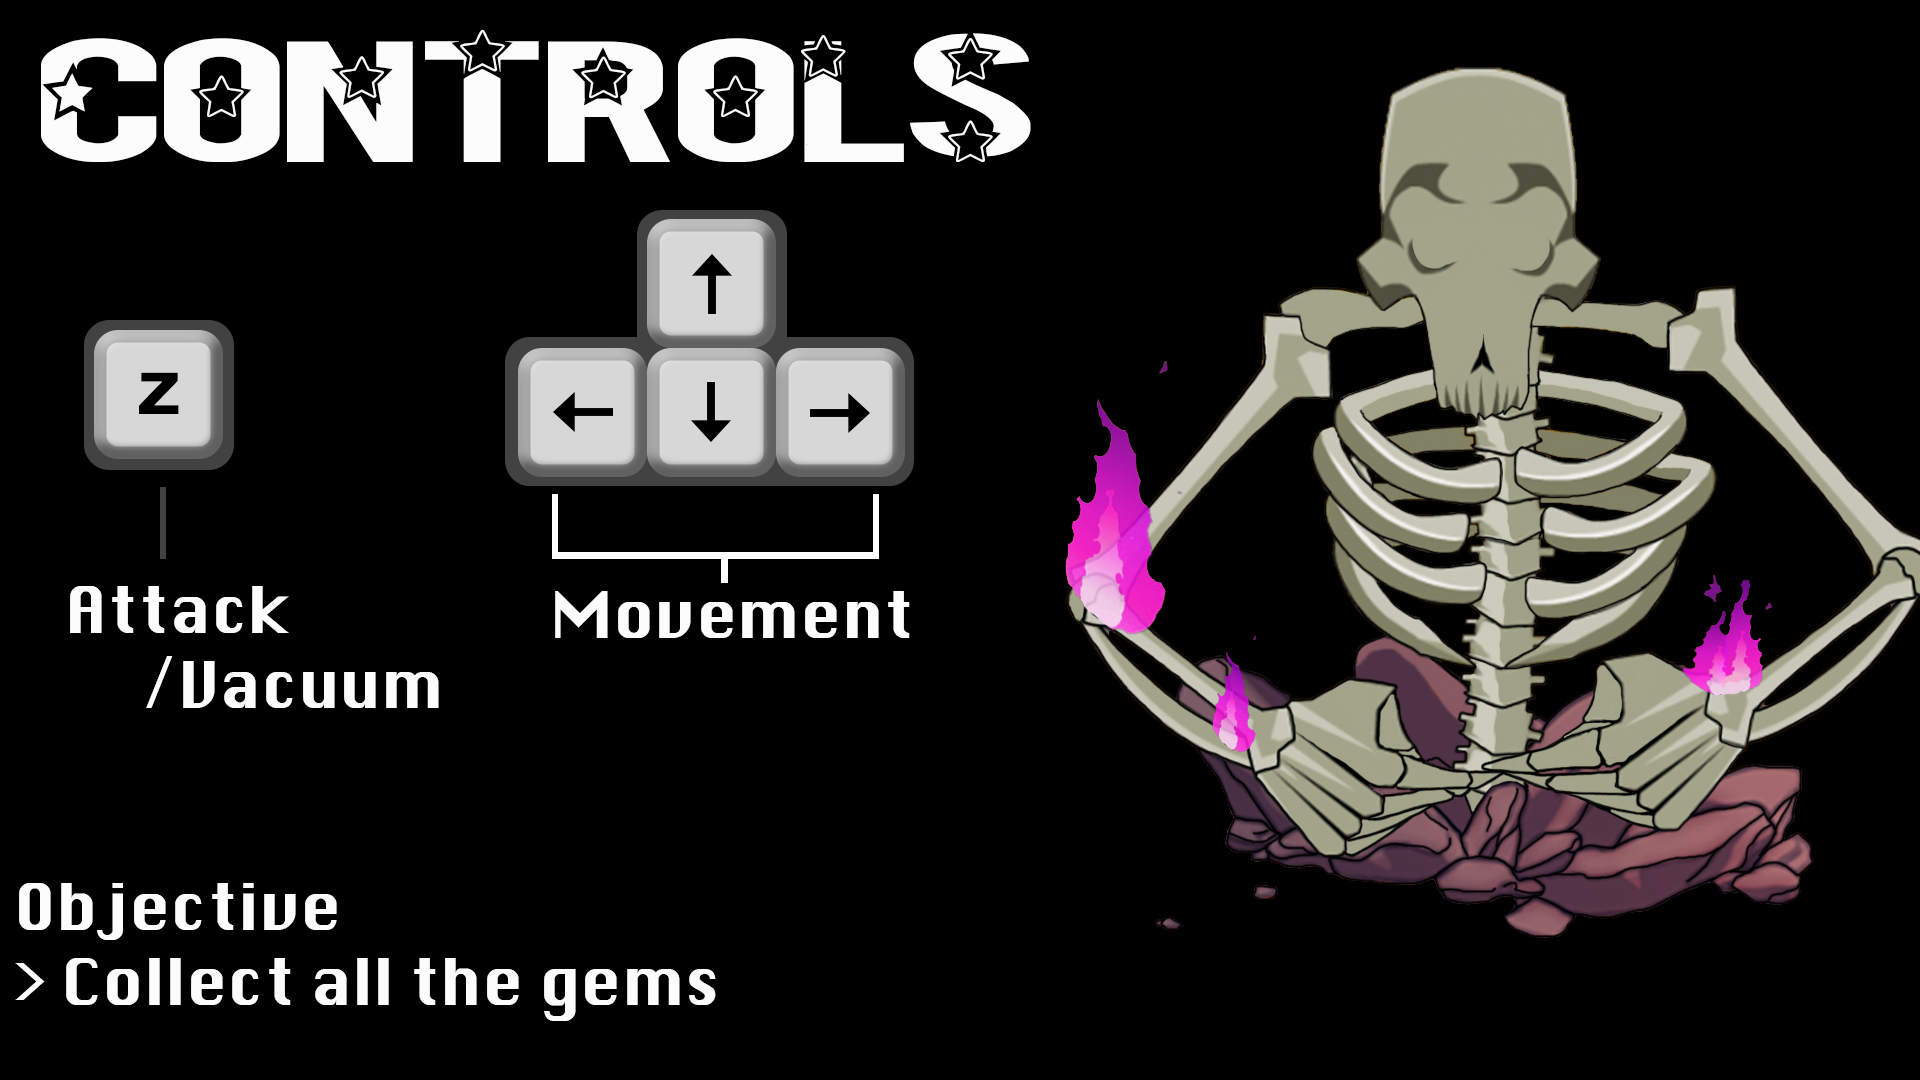 CONTROLS
↑
z
← ↓ →
Attack
/Vacuum
Movement
Objective
> Collect all the gems